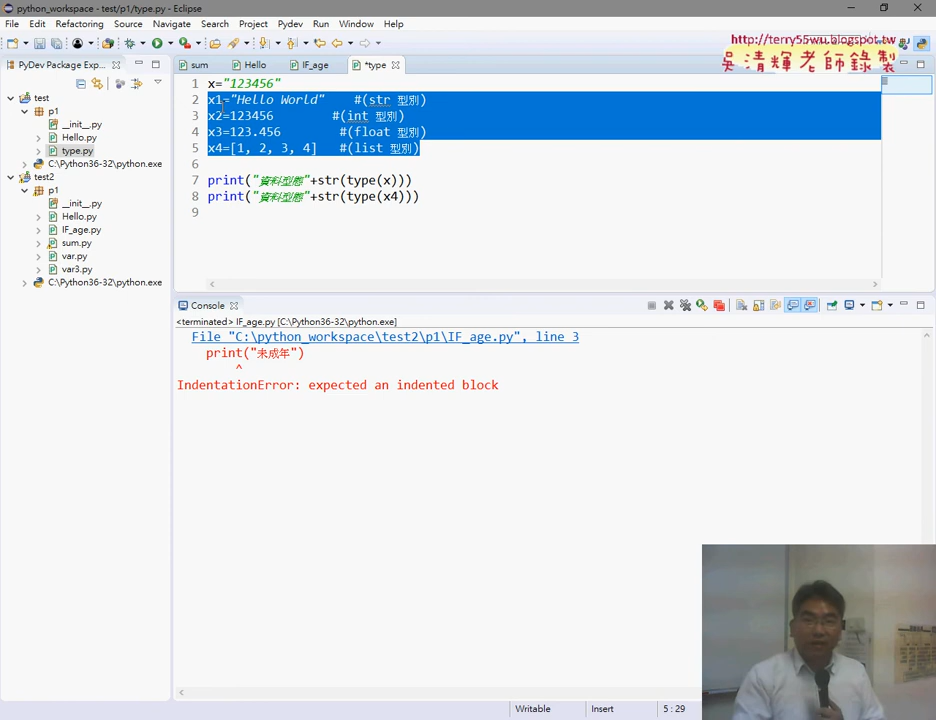 python_workspace - test/p1/type.py - Eclipse
File Edit Refactoring Source Navigate Search Project Pydev Run Window Help
http://terry55wu.blogspot.tw
吳清輝老師錄製
PyDev Package Exp...
sum Hello IF_age *type
test
p1
__init__.py
Hello.py
type.py
C:\Python36-32\python.exe
test2
p1
__init__.py
Hello.py
IF_age.py
sum.py
var.py
var3.py
C:\Python36-32\python.exe
1 x="123456"
2 x1="Hello World" #(str 型別)
3 x2=123456 #(int 型別)
4 x3=123.456 #(float 型別)
5 x4=[1, 2, 3, 4] #(list 型別)
6
7 print("資料型態"+str(type(x)))
8 print("資料型態"+str(type(x4)))
9
Console
<terminated> IF_age.py [C:\Python36-32\python.exe]
File "C:\python_workspace\test2\p1\IF_age.py", line 3
print("未成年")
^
IndentationError: expected an indented block
Writable Insert 5 : 29